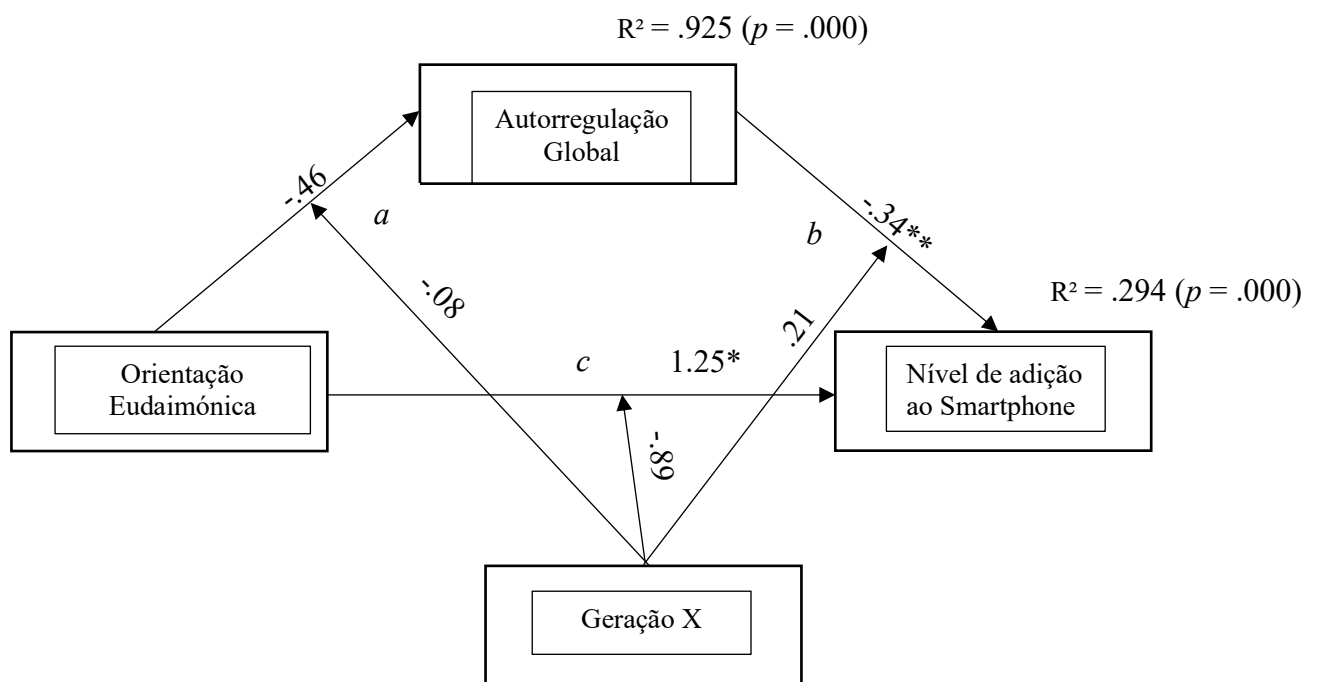 R² = .925 (p = .000)
Autorregulação
Global
-.46
a
-.34**
b
R² = .294 (p = .000)
-.08
.21
c
1.25*
Orientação
Eudaimónica
Nível de adição
ao Smartphone
-.89
Geração X